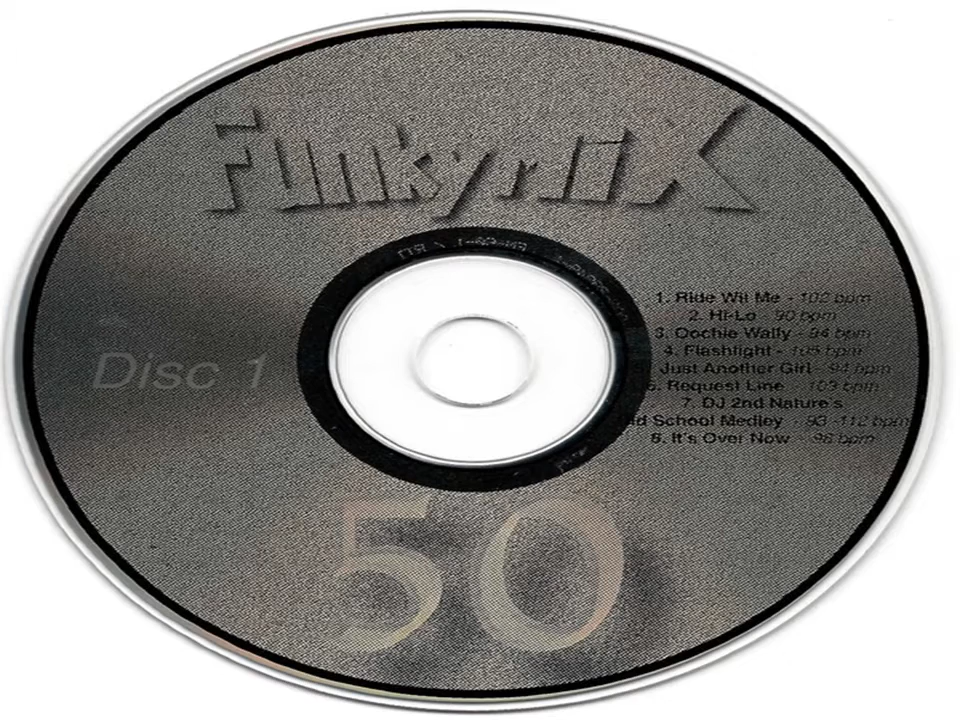 FunkymiX
Disc 1
1. Ride Wit Me - 102 bpm
2. Hi-Lo - 90 bpm
3. Oochie Wally - 94 bpm
4. Flashlight - 105 bpm
Just Another Girl - 94 bpm
6. Request Line - 103 bpm
7. DJ 2nd Nature's
School Medley - 93 -112 bpm
8. It's Over Now - 98 bpm
50